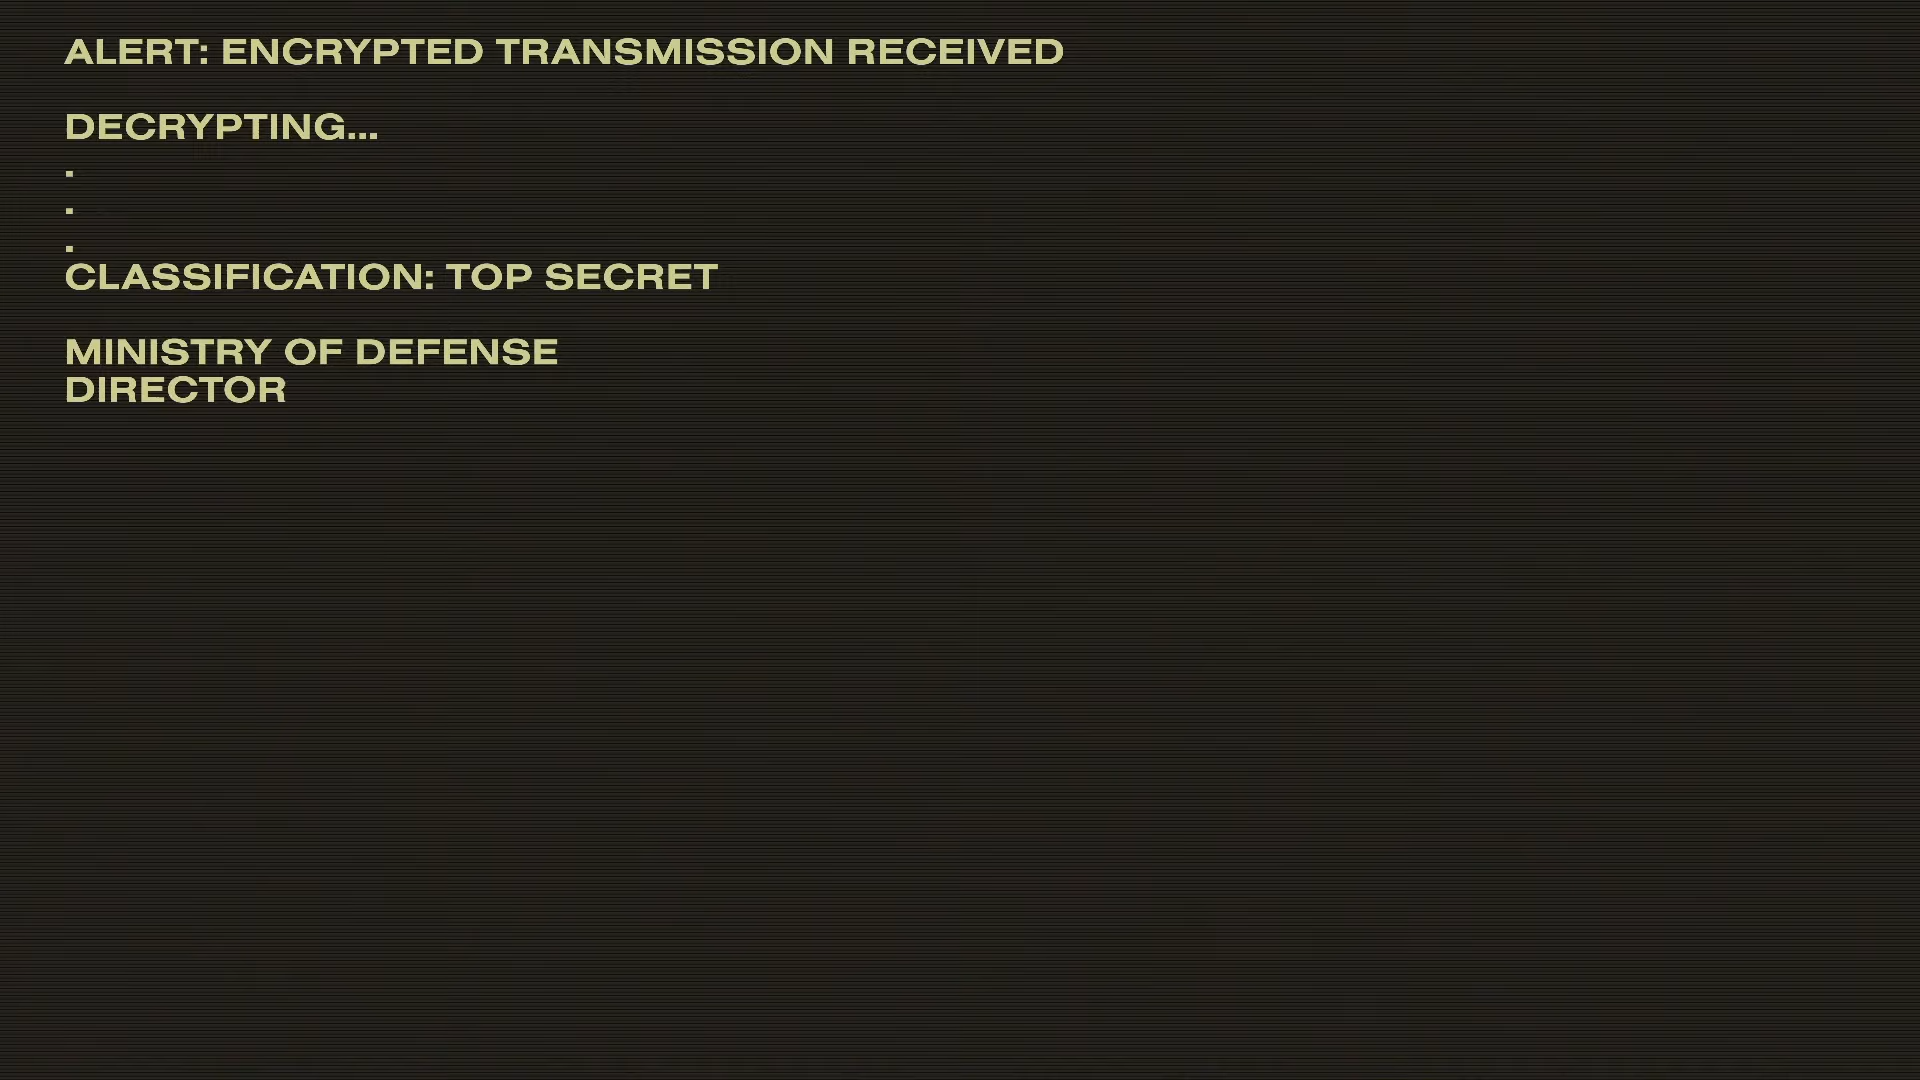 ALERT: ENCRYPTED TRANSMISSION RECEIVED
DECRYPTING...
.
.
.
CLASSIFICATION: TOP SECRET
MINISTRY OF DEFENSE
DIRECTOR